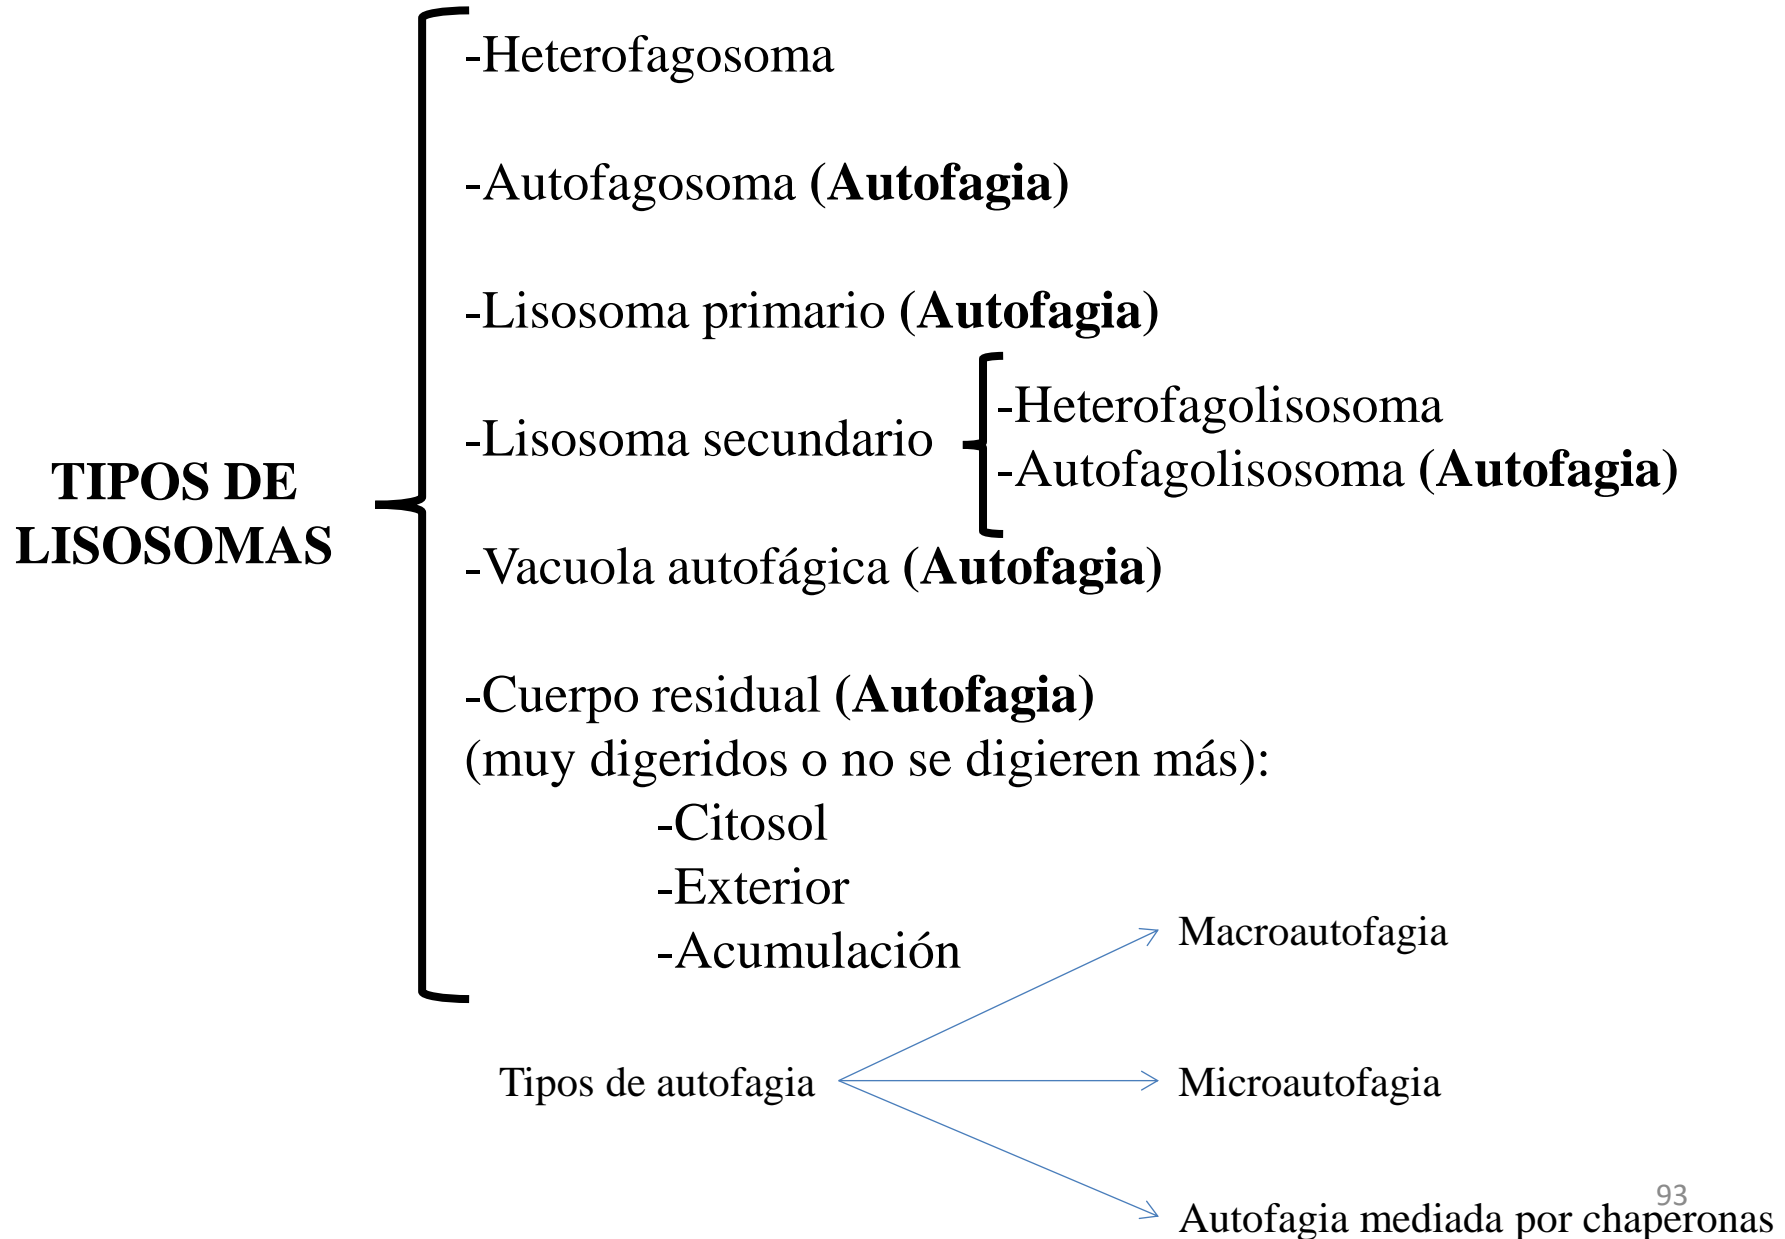 TIPOS DE
LISOSOMAS
-Heterofagosoma
-Autofagosoma (Autofagia)
-Lisosoma primario (Autofagia)
-Lisosoma secundario
-Heterofagolisosoma
-Autofagolisosoma (Autofagia)
-Vacuola autofágica (Autofagia)
-Cuerpo residual (Autofagia)
(muy digeridos o no se digieren más):
-Citosol
-Exterior
-Acumulación
Tipos de autofagia
Macroautofagia
Microautofagia
Autofagia mediada por chaperonas
93